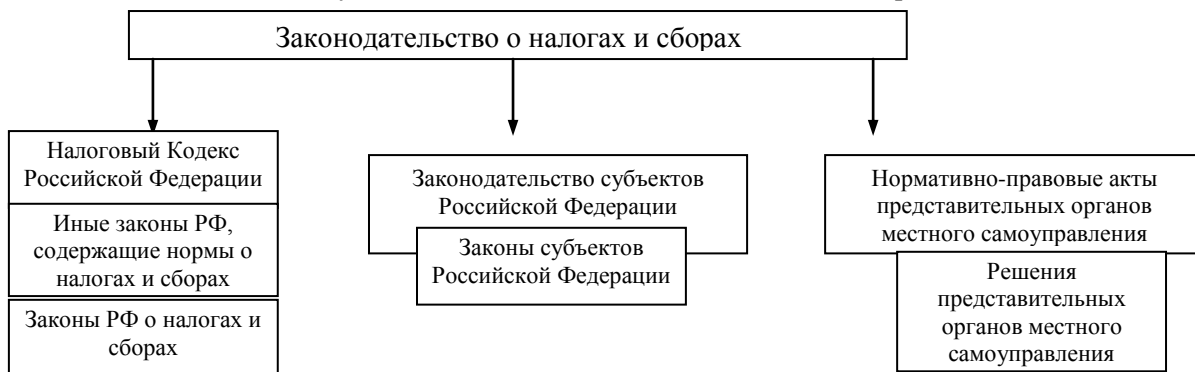 Законодательство о налогах и сборах
Налоговый Кодекс
Российской Федерации
Иные законы РФ,
содержащие нормы о
налогах и сборах
Законы РФ о налогах и
сборах
Законодательство субъектов
Российской Федерации
Законы субъектов
Российской Федерации
Нормативно-правовые акты
представительных органов
местного самоуправления
Решения
представительных
органов местного
самоуправления